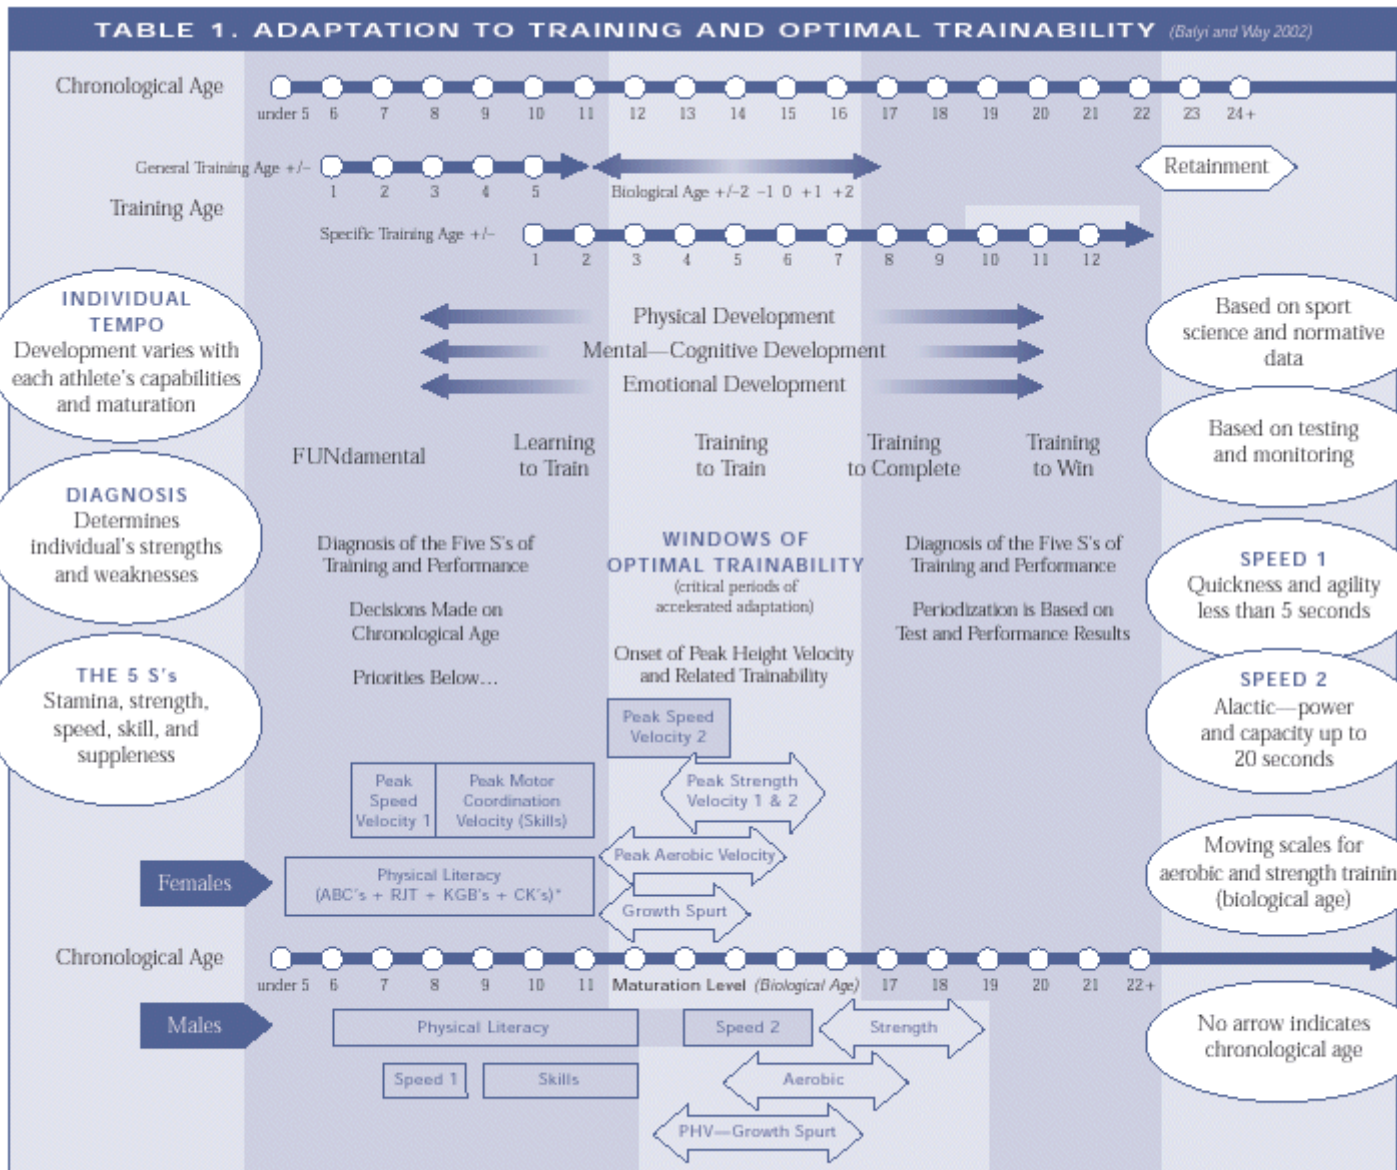 TABLE 1. ADAPTATION TO TRAINING AND OPTIMAL TRAINABILITY (Balyi and Way 2002)
Chronological Age
under 5 6 7 8 9 10 11 12 13 14 15 16 17 18 19 20 21 22 23 24+
General Training Age +/–
1 2 3 4 5
Biological Age +/–2 –1 0 +1 +2
Retainment
Training Age
Specific Training Age +/–
1 2 3 4 5 6 7 8 9 10 11 12
INDIVIDUAL
TEMPO
Development varies with
each athlete's capabilities
and maturation
Physical Development
Mental—Cognitive Development
Emotional Development
Based on sport
science and normative
data
FUNdamental
Learning
to Train
Training
to Train
Training
to Complete
Training
to Win
Based on testing
and monitoring
DIAGNOSIS
Determines
individual's strengths
and weaknesses
Diagnosis of the Five S's of
Training and Performance
Decisions Made on
Chronological Age
Priorities Below…
WINDOWS OF
OPTIMAL TRAINABILITY
(critical periods of
accelerated adaptation)
Onset of Peak Height Velocity
and Related Trainability
Diagnosis of the Five S's of
Training and Performance
Periodization is Based on
Test and Performance Results
SPEED 1
Quickness and agility
less than 5 seconds
THE 5 S's
Stamina, strength,
speed, skill, and
suppleness
SPEED 2
Alactic—power
and capacity up to
20 seconds
Peak Speed
Velocity 2
Peak
Speed
Velocity 1
Peak Motor
Coordination
Velocity (Skills)
Peak Strength
Velocity 1 & 2
Peak Aerobic Velocity
Females
Physical Literacy
(ABC's + RJT + KGB's + CK's)*
Growth Spurt
Moving scales for
aerobic and strength trainin
(biological age)
Chronological Age
under 5 6 7 8 9 10 11 Maturation Level (Biological Age) 17 18 19 20 21 22+
Males
Physical Literacy
Speed 2
Strength
Speed 1
Skills
Aerobic
PHV—Growth Spurt
No arrow indicates
chronological age